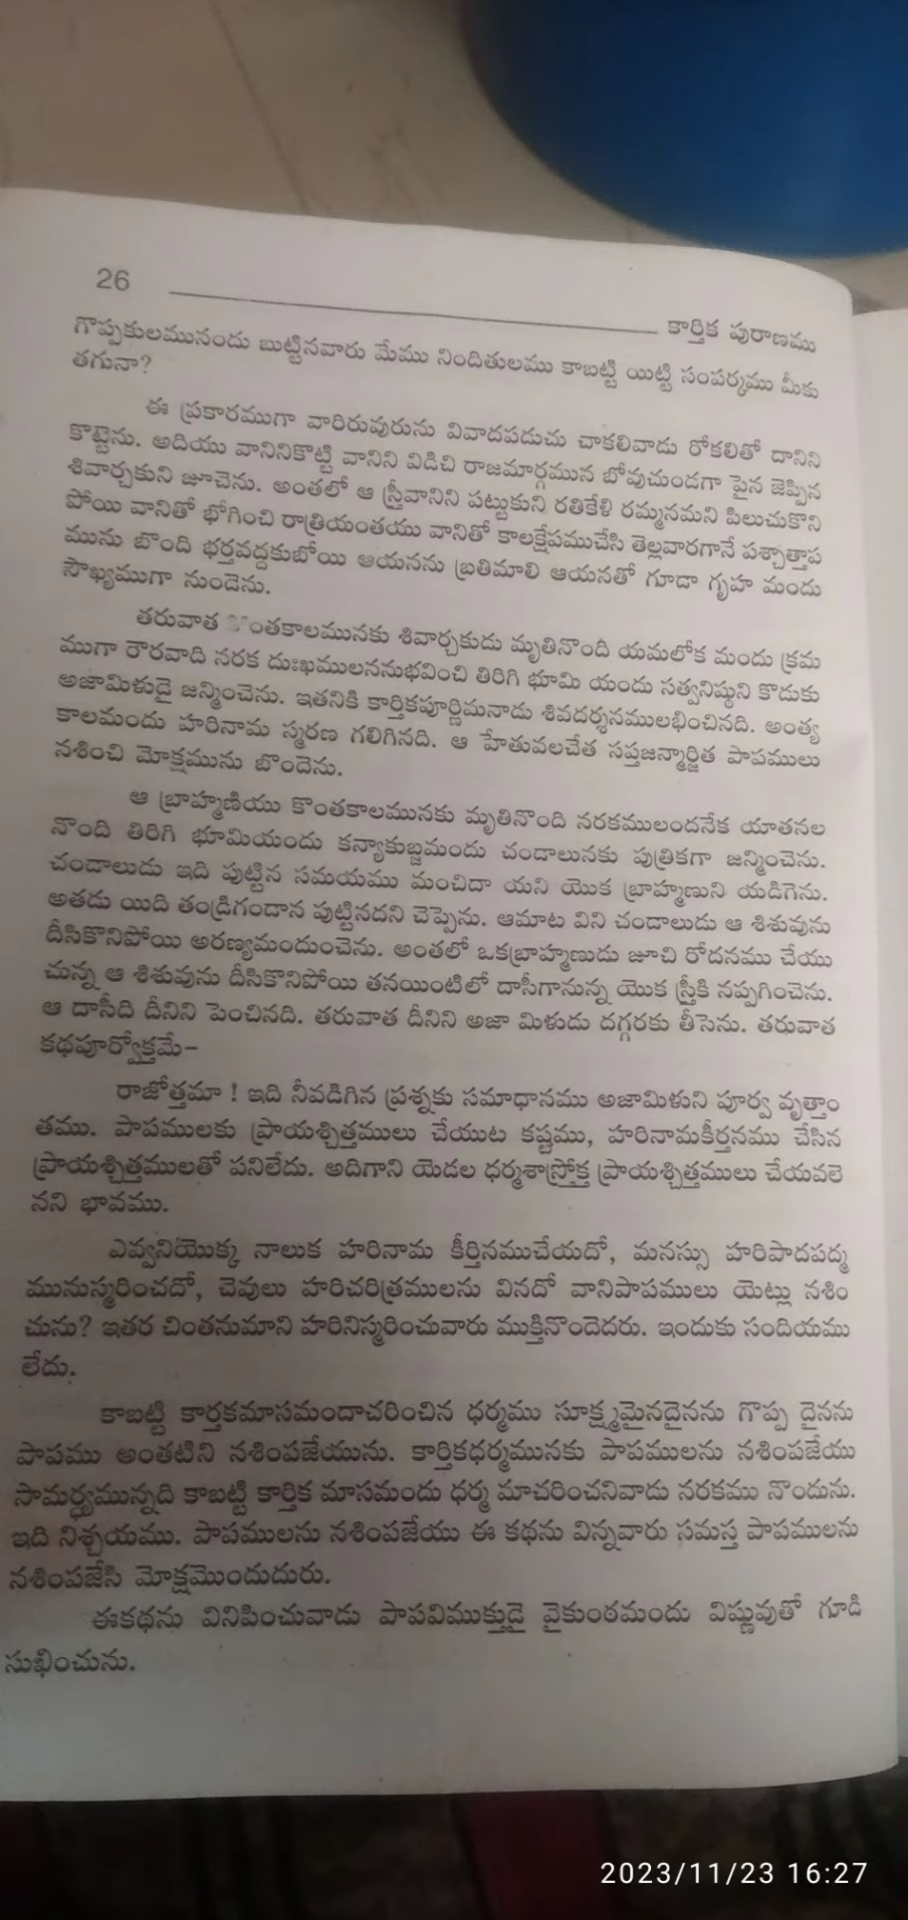 26
కార్తిక పురాణము
గొప్పకులమునందు బుట్టినవారు మేము నిందితులము కాబట్టి యిట్టి సంపర్కము మీకు
తగునా?
ఈ ప్రకారముగా వారిరువురును వివాదపడుచు చాకలివాడు రోకలితో దానిని
కొట్టెను. అదియు వానినికొట్టి వానిని విడిచి రాజమార్గమున బోవుచుండగా పైన జెప్పిన
శివార్చకుని జూచెను. అంతలో ఆ స్త్రీవానిని పట్టుకుని రతికేళి రమ్మనమని పిలుచుకొని
పోయి వానితో భోగించి రాత్రియంతయు వానితో కాలక్షేపముచేసి తెల్లవారగానే పశ్చాత్తాప
మును బొంది భర్తవద్దకుబోయి ఆయనను బ్రతిమాలి ఆయనతో గూడా గృహ మందు
సౌఖ్యముగా నుండెను.
తరువాత ంతకాలమునకు శివార్చకుడు మృతినొంది యమలోక మందు క్రమ
ముగా రౌరవాది నరక దుఃఖములననుభవించి తిరిగి భూమి యందు సత్వనిష్ఠుని కొడుకు
అజామిళుడై జన్మించెను. ఇతనికి కార్తికపూర్ణిమనాడు శివదర్శనములభించినది. అంత్య
కాలమందు హరినామ స్మరణ గలిగినది. ఆ హేతువలచేత సప్తజన్మార్జిత పాపములు
నశించి మోక్షమును బొందెను.
ఆ బ్రాహ్మణియు కొంతకాలమునకు మృతినొంది నరకములందనేక యాతనల
నొంది తిరిగి భూమియందు కన్యాకుబ్జమందు చండాలునకు పుత్రికగా జన్మించెను.
చండాలుడు ఇది పుట్టిన సమయము మంచిదా యని యొక బ్రాహ్మణుని యడిగెను.
అతడు యిది తండ్రిగండాన పుట్టినదని చెప్పెను. ఆమాట విని చండాలుడు ఆ శిశువును
దీసికొనిపోయి అరణ్యమందుంచెను. అంతలో ఒకబ్రాహ్మణుడు జూచి రోదనము చేయు
చున్న ఆ శిశువును దీసికొనిపోయి తనయింటిలో దాసీగానున్న యొక స్త్రీకి నప్పగించెను.
ఆ దాసీది దీనిని పెంచినది. తరువాత దీనిని అజా మిళుడు దగ్గరకు తీసెను. తరువాత
కథపూర్వోక్తమే-
రాజోత్తమా ! ఇది నీవడిగిన ప్రశ్నకు సమాధానము అజామిళుని పూర్వ వృత్తాం
తము. పాపములకు ప్రాయశ్చిత్తములు చేయుట కష్టము, హరినామకీర్తనము చేసిన
ప్రాయశ్చిత్తములతో పనిలేదు. అదిగాని యెడల ధర్మశాస్త్రోక్త ప్రాయశ్చిత్తములు చేయవలె
నని భావము.
ఎవ్వనియొక్క నాలుక హరినామ కీర్తినముచేయదో, మనస్సు హరిపాదపద్మ
మునుస్మరించదో, చెవులు హరిచరిత్రములను వినదో వానిపాపములు యెట్లు నశిం
చును? ఇతర చింతనుమాని హరినిస్మరించువారు ముక్తినొందెదరు. ఇందుకు సందియము
లేదు.
కాబట్టి కార్తకమాసమందాచరించిన ధర్మము సూక్ష్మమైనదైనను గొప్ప దైనను
పాపము అంతటిని నశింపజేయును. కార్తికధర్మమునకు పాపములను నశింపజేయు
సామర్థ్యమున్నది కాబట్టి కార్తిక మాసమందు ధర్మ మాచరించనివాడు నరకము నొందును.
ఇది నిశ్చయము. పాపములను నశింపజేయు ఈ కథను విన్నవారు సమస్త పాపములను
నశింపజేసి మోక్షమొందుదురు.
ఈకథను వినిపించువాడు పాపవిముక్తుడై వైకుంఠమందు విష్ణువుతో గూడి
సుఖించును.
2023/11/23 16:27